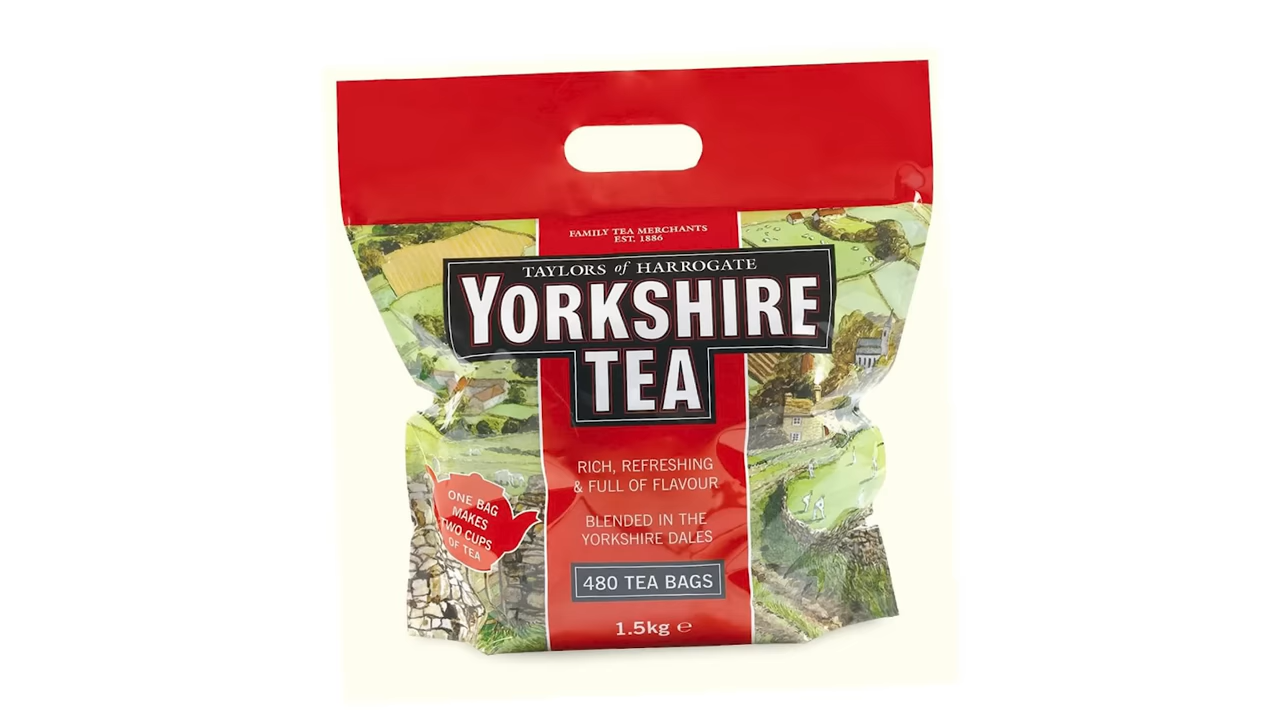 FAMILY TEA MERCHANTS
EST. 1886
TAYLORS of HARROGATE
YORKSHIRE
TEA
RICH, REFRESHING
& FULL OF FLAVOUR
BLENDED IN THE
YORKSHIRE DALES
480 TEA BAGS
1.5kg ℮
ONE BAG
MAKES
TWO CUPS
OF TEA